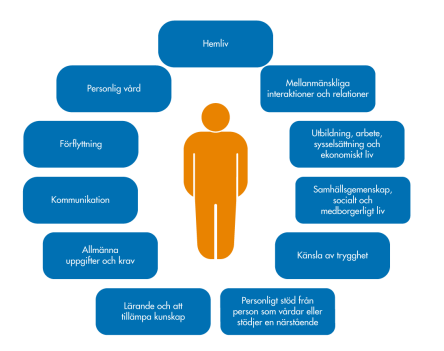 Hemliv
Personlig vård
Mellanmänskliga
interaktioner och relationer
Förflyttning
Utbildning, arbete,
sysselsättning och
ekonomiskt liv
Kommunikation
Samhällsgemenskap,
socialt och
medborgerligt liv
Allmänna
uppgifter och krav
Känsla av trygghet
Lärande och att
tillämpa kunskap
Personligt stöd från
person som vårdar eller
stödjer en närstående